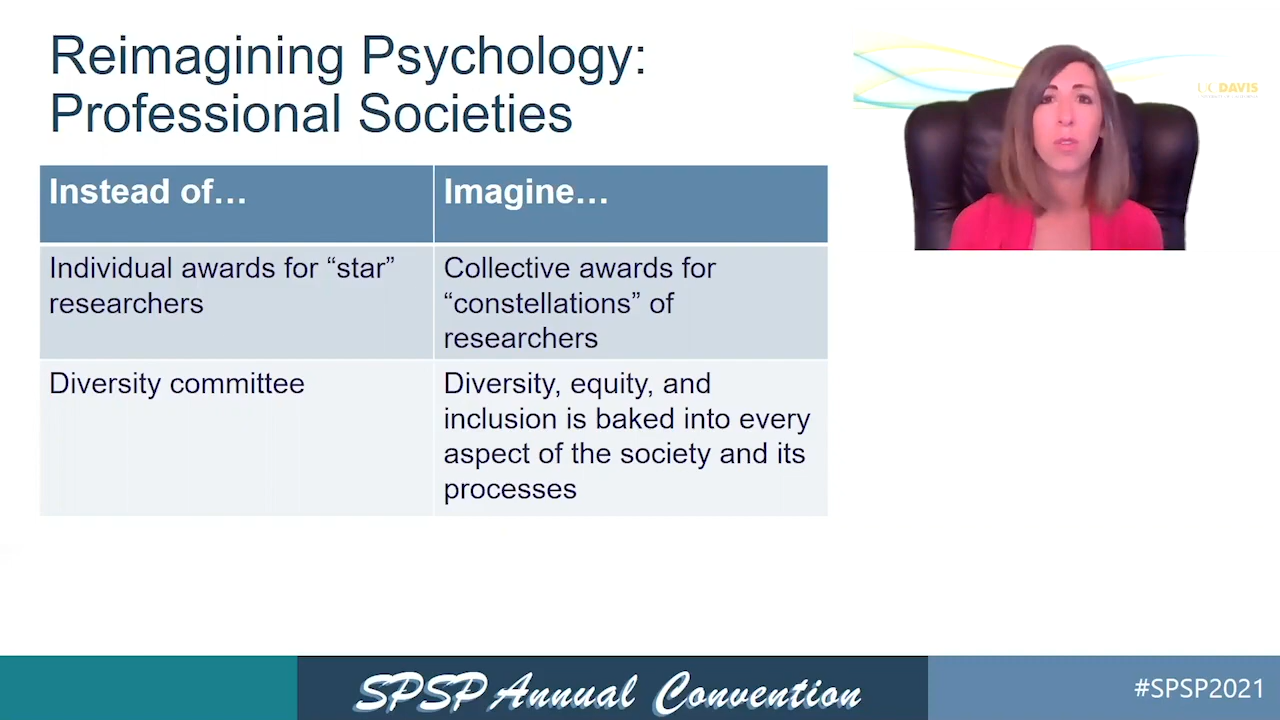 Reimagining Psychology:
Professional Societies
UC DAVIS
Instead of…
Imagine…
Individual awards for “star”
researchers
Collective awards for
“constellations” of
researchers
Diversity committee
Diversity, equity, and
inclusion is baked into every
aspect of the society and its
processes
SPSP Annual Convention
#SPSP2021